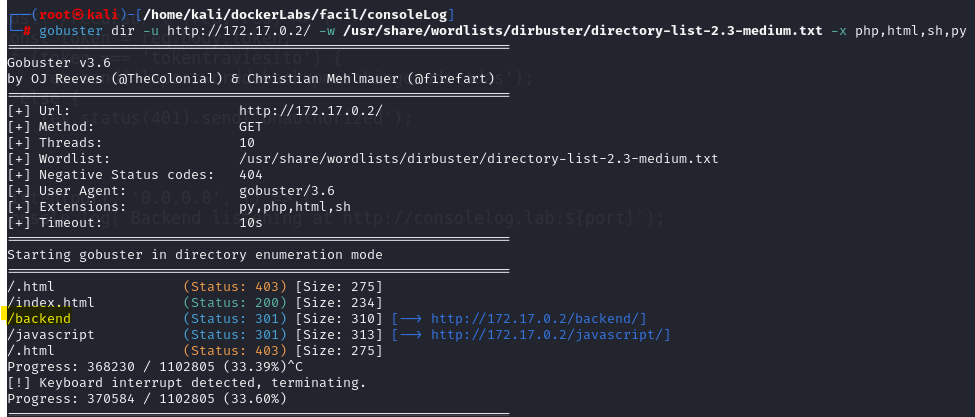 ┌──(root㉿kali)-[/home/kali/dockerLabs/facil/consoleLog]
└─# gobuster dir -u http://172.17.0.2/ -w /usr/share/wordlists/dirbuster/directory-list-2.3-medium.txt -x php,html,sh,py
===============================================================
Gobuster v3.6
by OJ Reeves (@TheColonial) & Christian Mehlmauer (@firefart)
===============================================================
[+] Url: http://172.17.0.2/
[+] Method: GET
[+] Threads: 10
[+] Wordlist: /usr/share/wordlists/dirbuster/directory-list-2.3-medium.txt
[+] Negative Status codes: 404
[+] User Agent: gobuster/3.6
[+] Extensions: py,php,html,sh
[+] Timeout: 10s
===============================================================
Starting gobuster in directory enumeration mode
===============================================================
/.html (Status: 403) [Size: 275]
/index.html (Status: 200) [Size: 234]
/backend (Status: 301) [Size: 310] [--> http://172.17.0.2/backend/]
/javascript (Status: 301) [Size: 313] [--> http://172.17.0.2/javascript/]
/.html (Status: 403) [Size: 275]
Progress: 368230 / 1102805 (33.39%)^C
[!] Keyboard interrupt detected, terminating.
Progress: 370584 / 1102805 (33.60%)
===============================================================